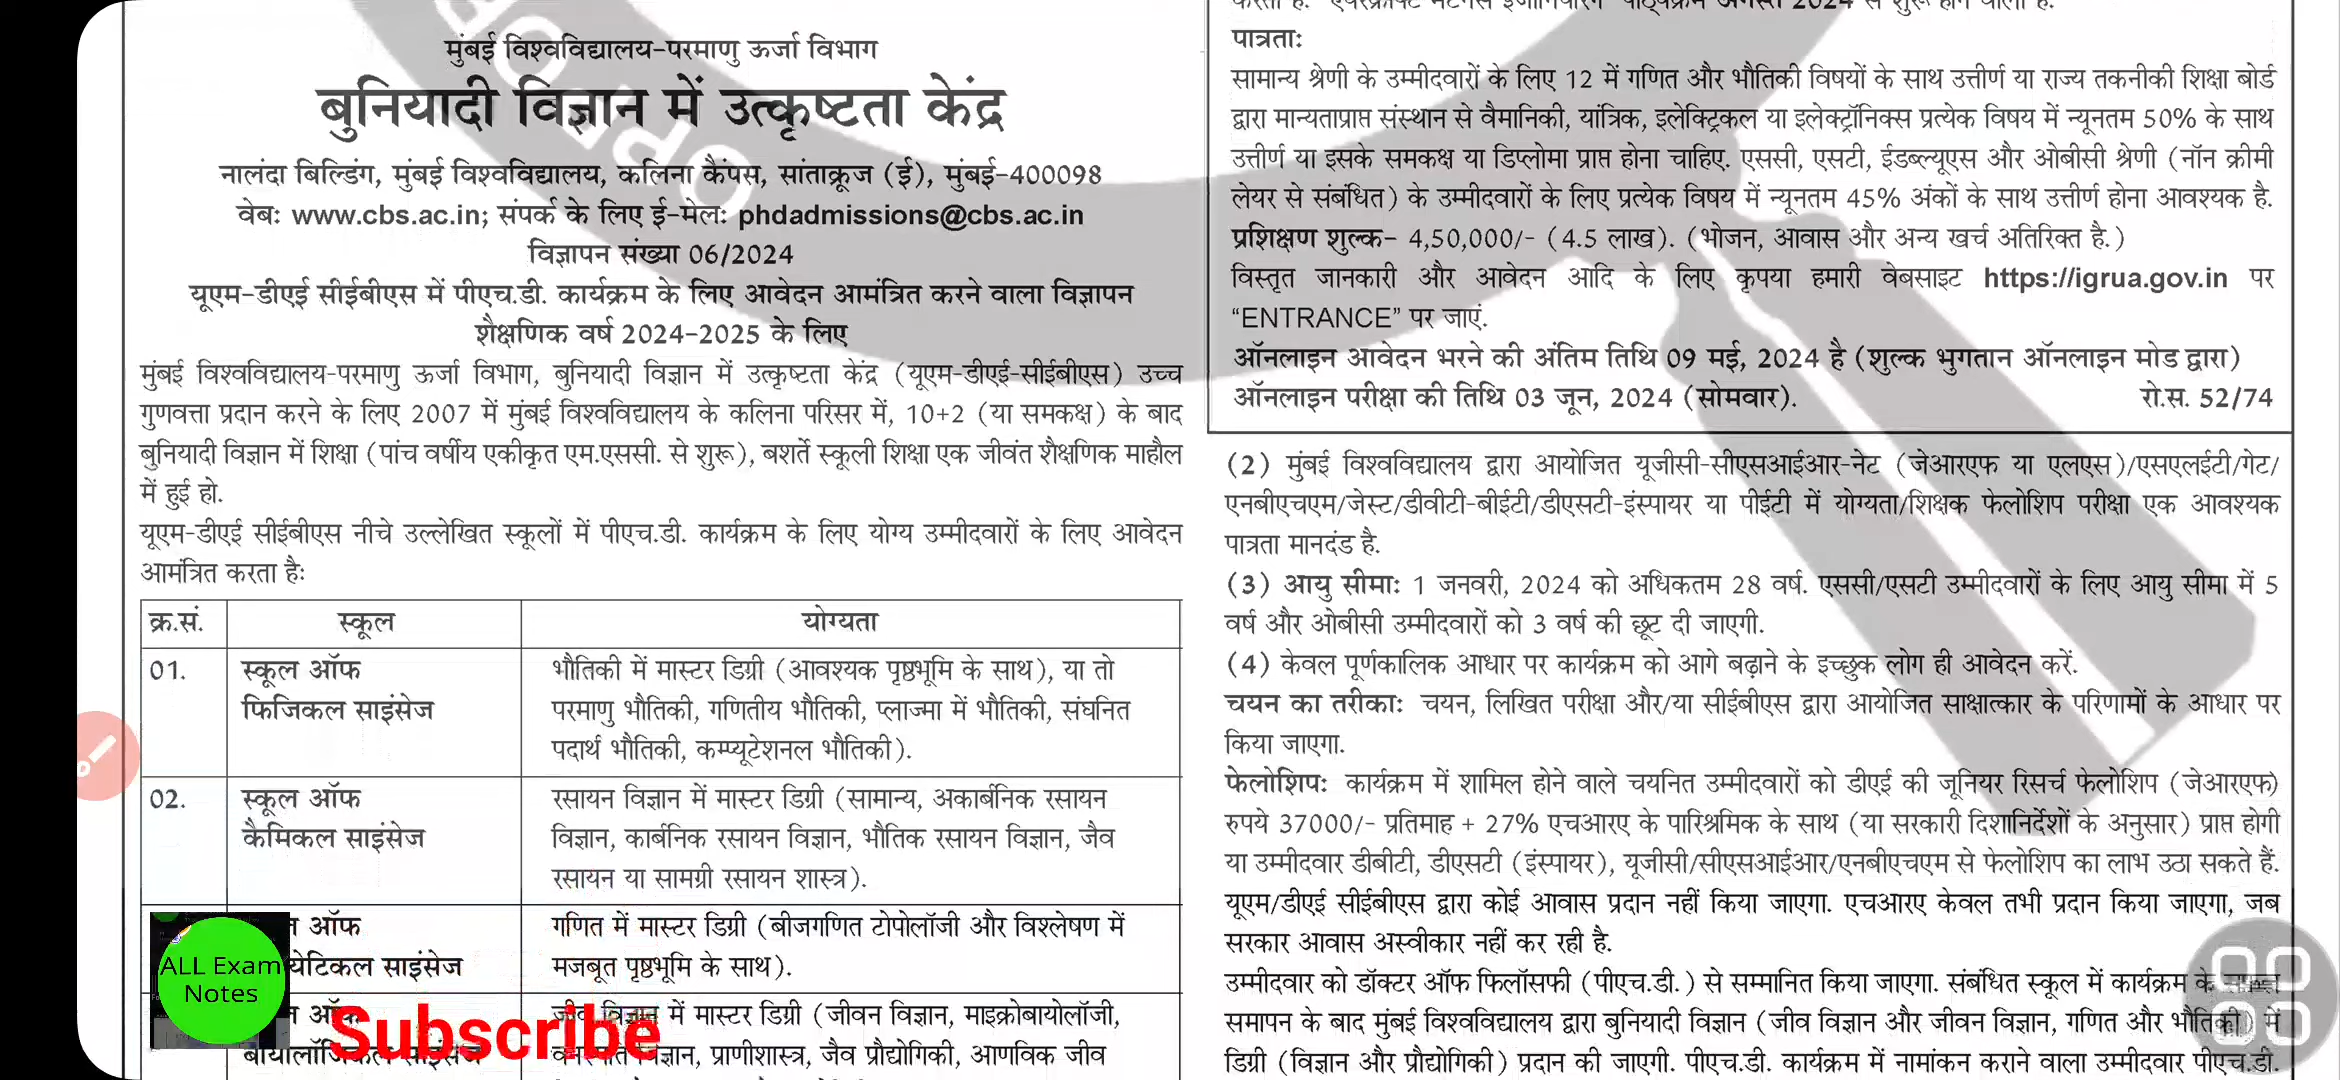 मुंबई विश्वविद्यालय-परमाणु ऊर्जा विभाग
बुनियादी विज्ञान में उत्कृष्टता केंद्र
नालंदा बिल्डिंग, मुंबई विश्वविद्यालय, कलिना कैंपस, सांताक्रूज (ई), मुंबई-400098
वेबः www.cbs.ac.in; संपर्क के लिए ई-मेलः phdadmissions@cbs.ac.in
विज्ञापन संख्या 06/2024
यूएम-डीएई सीईबीएस में पीएच.डी. कार्यक्रम के लिए आवेदन आमंत्रित करने वाला विज्ञापन
शैक्षणिक वर्ष 2024-2025 के लिए
मुंबई विश्वविद्यालय-परमाणु ऊर्जा विभाग, बुनियादी विज्ञान में उत्कृष्टता केंद्र (यूएम-डीएई-सीईबीएस) उच्च
गुणवत्ता प्रदान करने के लिए 2007 में मुंबई विश्वविद्यालय के कलिना परिसर में, 10+2 (या समकक्ष) के बाद
बुनियादी विज्ञान में शिक्षा (पांच वर्षीय एकीकृत एम.एससी. से शुरू), बशर्ते स्कूली शिक्षा एक जीवंत शैक्षणिक माहौल
में हुई हो.
यूएम-डीएई सीईबीएस नीचे उल्लेखित स्कूलों में पीएच.डी. कार्यक्रम के लिए योग्य उम्मीदवारों के लिए आवेदन
आमंत्रित करता हैः
क्र.सं. स्कूल योग्यता
01. स्कूल ऑफ भौतिकी में मास्टर डिग्री (आवश्यक पृष्ठभूमि के साथ), या तो
फिजिकल साइंसेज परमाणु भौतिकी, गणितीय भौतिकी, प्लाज्मा में भौतिकी, संघनित
पदार्थ भौतिकी, कम्प्यूटेशनल भौतिकी).
02. स्कूल ऑफ रसायन विज्ञान में मास्टर डिग्री (सामान्य, अकार्बनिक रसायन
कैमिकल साइंसेज विज्ञान, कार्बनिक रसायन विज्ञान, भौतिक रसायन विज्ञान, जैव
रसायन या सामग्री रसायन शास्त्र).
ऑफ गणित में मास्टर डिग्री (बीजगणित टोपोलॉजी और विश्लेषण में
साइंसेज मजबूत पृष्ठभूमि के साथ).
जीव विज्ञान में मास्टर डिग्री (जीवन विज्ञान, माइक्रोबायोलॉजी,
प्राणीशास्त्र, जैव प्रौद्योगिकी, आणविक जीव
ALL Exam
Notes
Subscribe
करता है. अगस्त 2024 से शुरू होने वाला है.
पात्रताः
सामान्य श्रेणी के उम्मीदवारों के लिए 12 में गणित और भौतिकी विषयों के साथ उत्तीर्ण या राज्य तकनीकी शिक्षा बोर्ड
द्वारा मान्यताप्राप्त संस्थान से वैमानिकी, यांत्रिक, इलेक्ट्रिकल या इलेक्ट्रॉनिक्स प्रत्येक विषय में न्यूनतम 50% के साथ
उत्तीर्ण या इसके समकक्ष या डिप्लोमा प्राप्त होना चाहिए. एससी, एसटी, ईडब्ल्यूएस और ओबीसी श्रेणी (नॉन क्रीमी
लेयर से संबंधित) के उम्मीदवारों के लिए प्रत्येक विषय में न्यूनतम 45% अंकों के साथ उत्तीर्ण होना आवश्यक है.
प्रशिक्षण शुल्क- 4,50,000/- (4.5 लाख). (भोजन, आवास और अन्य खर्च अतिरिक्त है.)
विस्तृत जानकारी और आवेदन आदि के लिए कृपया हमारी वेबसाइट https://igrua.gov.in पर
“ENTRANCE” पर जाएं.
ऑनलाइन आवेदन भरने की अंतिम तिथि 09 मई, 2024 है (शुल्क भुगतान ऑनलाइन मोड द्वारा)
ऑनलाइन परीक्षा की तिथि 03 जून, 2024 (सोमवार). रो.स. 52/74
(2) मुंबई विश्वविद्यालय द्वारा आयोजित यूजीसी-सीएसआईआर-नेट (जेआरएफ या एलएस)/एसएलईटी/गेट/
एनबीएचएम/जेस्ट/डीवीटी-बीईटी/डीएसटी-इंस्पायर या पीईटी में योग्यता/शिक्षक फेलोशिप परीक्षा एक आवश्यक
पात्रता मानदंड है.
(3) आयु सीमाः 1 जनवरी, 2024 को अधिकतम 28 वर्ष. एससी/एसटी उम्मीदवारों के लिए आयु सीमा में 5
वर्ष और ओबीसी उम्मीदवारों को 3 वर्ष की छूट दी जाएगी.
(4) केवल पूर्णकालिक आधार पर कार्यक्रम को आगे बढ़ाने के इच्छुक लोग ही आवेदन करें.
चयन का तरीकाः चयन, लिखित परीक्षा और/या सीईबीएस द्वारा आयोजित साक्षात्कार के परिणामों के आधार पर
किया जाएगा.
फेलोशिपः कार्यक्रम में शामिल होने वाले चयनित उम्मीदवारों को डीएई की जूनियर रिसर्च फेलोशिप (जेआरएफ)
रुपये 37000/- प्रतिमाह + 27% एचआरए के पारिश्रमिक के साथ (या सरकारी दिशानिर्देशों के अनुसार) प्राप्त होगी
या उम्मीदवार डीबीटी, डीएसटी (इंस्पायर), यूजीसी/सीएसआईआर/एनबीएचएम से फेलोशिप का लाभ उठा सकते हैं.
यूएम/डीएई सीईबीएस द्वारा कोई आवास प्रदान नहीं किया जाएगा. एचआरए केवल तभी प्रदान किया जाएगा, जब
सरकार आवास अस्वीकार नहीं कर रही है.
उम्मीदवार को डॉक्टर ऑफ फिलॉसफी (पीएच.डी.) से सम्मानित किया जाएगा. संबंधित स्कूल में कार्यक्रम के
समापन के बाद मुंबई विश्वविद्यालय द्वारा बुनियादी विज्ञान (जीव विज्ञान और जीवन विज्ञान, गणित और भौतिकी) में
डिग्री (विज्ञान और प्रौद्योगिकी) प्रदान की जाएगी. पीएच.डी. कार्यक्रम में नामांकन कराने वाला उम्मीदवार पीएच.डी.